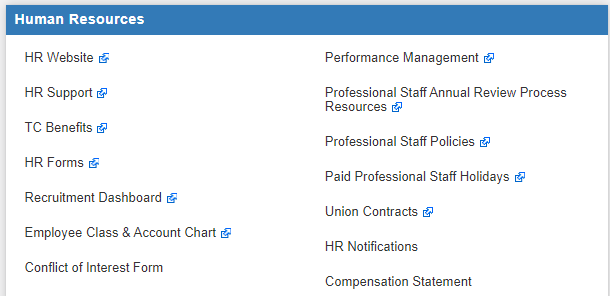 Human Resources
HR Website
HR Support
TC Benefits
HR Forms
Recruitment Dashboard
Employee Class & Account Chart
Conflict of Interest Form
Performance Management
Professional Staff Annual Review Process
Resources
Professional Staff Policies
Paid Professional Staff Holidays
Union Contracts
HR Notifications
Compensation Statement